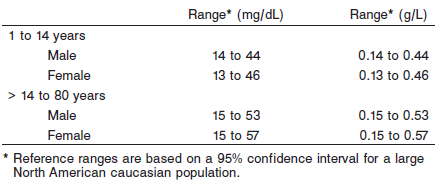 Range* (mg/dL) Range* (g/L)
1 to 14 years
Male 14 to 44 0.14 to 0.44
Female 13 to 46 0.13 to 0.46
> 14 to 80 years
Male 15 to 53 0.15 to 0.53
Female 15 to 57 0.15 to 0.57
* Reference ranges are based on a 95% confidence interval for a large
North American caucasian population.